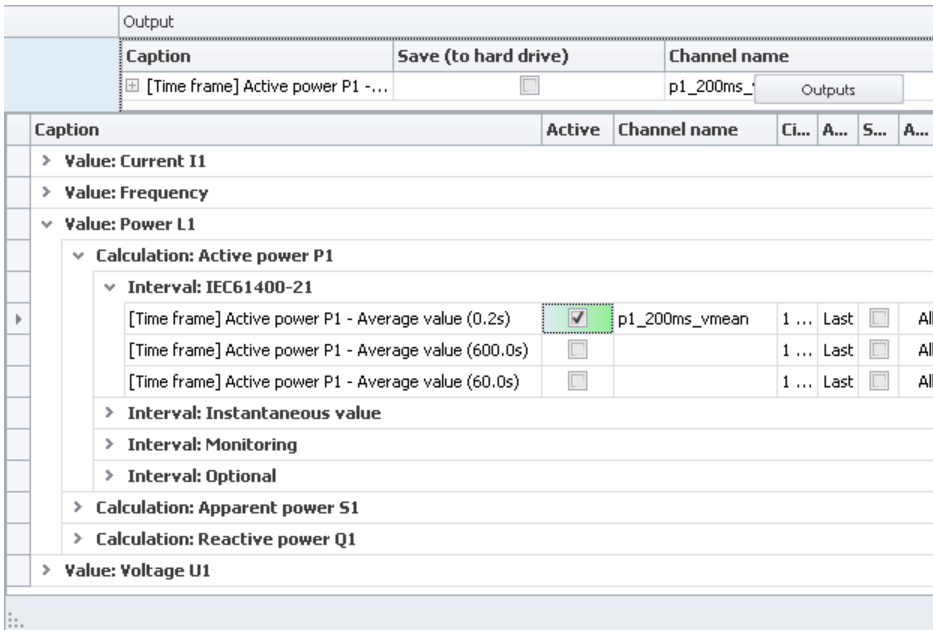 Output
Caption Save (to hard drive) Channel name
[Time frame] Active power P1 -... p1_200ms_ Outputs
Caption Active Channel name Ci... A... S... A...
Value: Current I1
Value: Frequency
Value: Power L1
Calculation: Active power P1
Interval: IEC61400-21
[Time frame] Active power P1 - Average value (0.2s) p1_200ms_vmean 1 ... Last All
[Time frame] Active power P1 - Average value (600.0s) 1 ... Last All
[Time frame] Active power P1 - Average value (60.0s) 1 ... Last All
Interval: Instantaneous value
Interval: Monitoring
Interval: Optional
Calculation: Apparent power S1
Calculation: Reactive power Q1
Value: Voltage U1